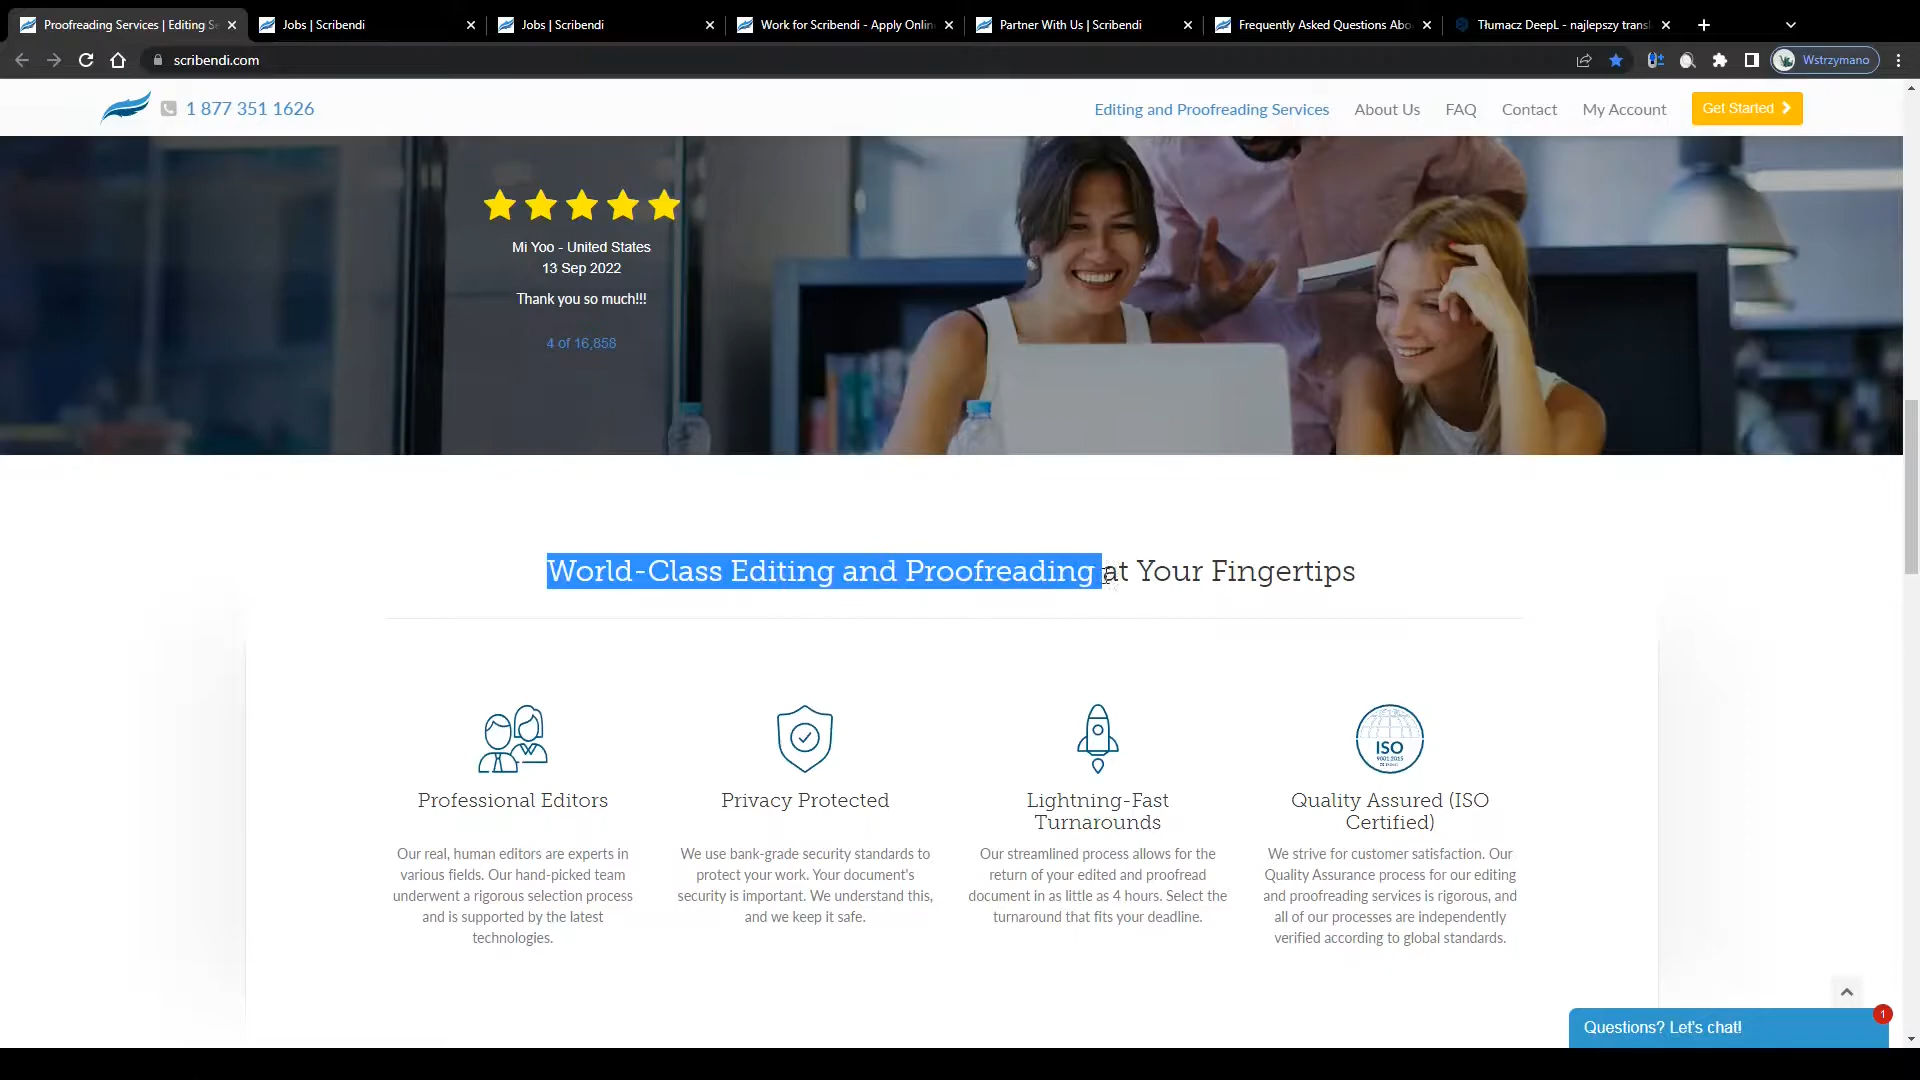 Proofreading Services | Editing Se
Jobs | Scribendi
Jobs | Scribendi
Work for Scribendi - Apply Onlin
Partner With Us | Scribendi
Frequently Asked Questions Abo
Tłumacz DeepL - najlepszy transl
scribendi.com
Wstrzymano
1 877 351 1626
Editing and Proofreading Services
About Us
FAQ
Contact
My Account
Get Started
Mi Yoo - United States
13 Sep 2022
Thank you so much!!!
4 of 16,858
World-Class Editing and Proofreading at Your Fingertips
ISO
9001:2015
Professional Editors
Our real, human editors are experts in
various fields. Our hand-picked team
underwent a rigorous selection process
and is supported by the latest
technologies.
Privacy Protected
We use bank-grade security standards to
protect your work. Your document's
security is important. We understand this,
and we keep it safe.
Lightning-Fast
Turnarounds
Our streamlined process allows for the
return of your edited and proofread
document in as little as 4 hours. Select the
turnaround that fits your deadline.
Quality Assured (ISO
Certified)
We strive for customer satisfaction. Our
Quality Assurance process for our editing
and proofreading services is rigorous, and
all of our processes are independently
verified according to global standards.
1
Questions? Let's chat!